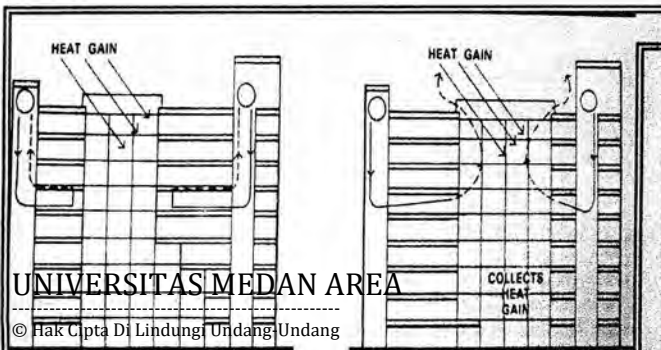 HEAT GAIN
HEAT GAIN
COLLECTS
HEAT
GAIN
UNIVERSITAS MEDAN AREA
© Hak Cipta Di Lindungi Undang-Undang